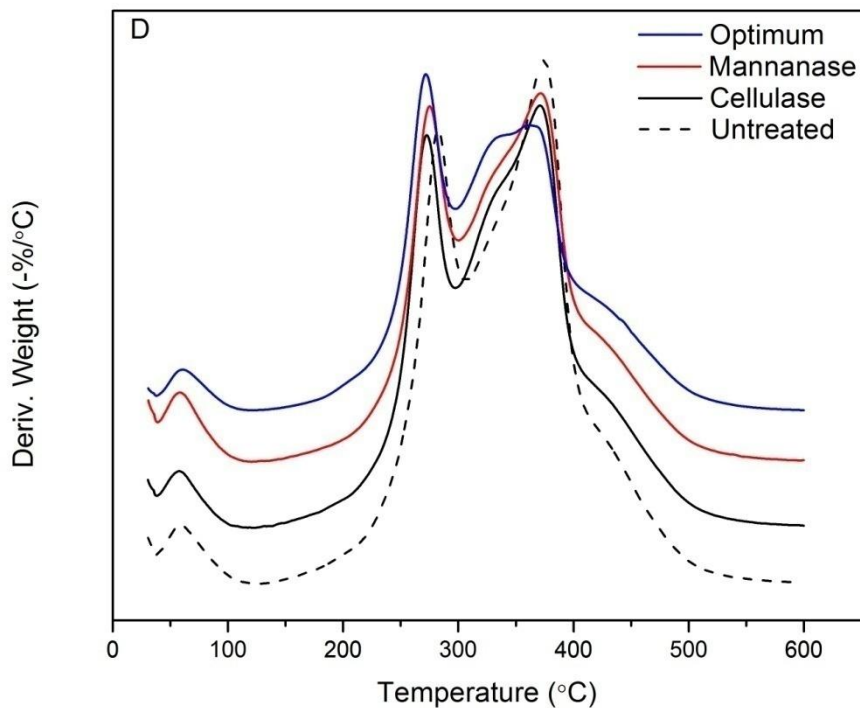 D
Optimum
Mannanase
Cellulase
Untreated
Deriv. Weight (-%/°C)
0 100 200 300 400 500 600
Temperature (°C)